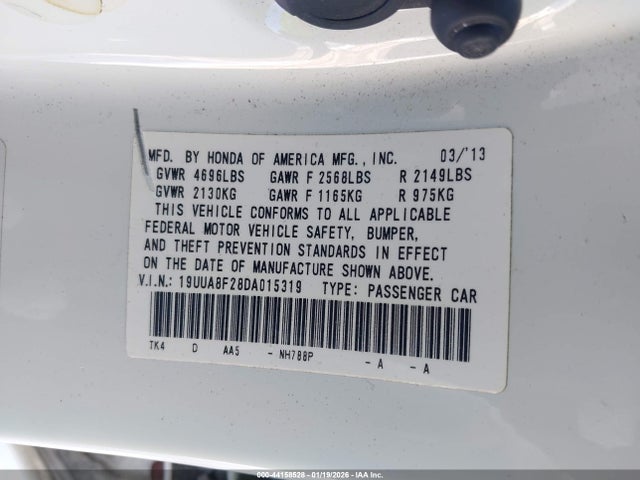 MFD. BY HONDA OF AMERICA MFG., INC. 03/'13
GVWR 4696LBS GAWR F 2568LBS R 2149LBS
GVWR 2130KG GAWR F 1165KG R 975KG
THIS VEHICLE CONFORMS TO ALL APPLICABLE
FEDERAL MOTOR VEHICLE SAFETY, BUMPER,
AND THEFT PREVENTION STANDARDS IN EFFECT
ON THE DATE OF MANUFACTURE SHOWN ABOVE.
V.I.N.: 19UUA8F28DA015319 TYPE: PASSENGER CAR
TK4 D AA5 - NH788P - A - A
000-44158528 - 01/19/2026 - IAA Inc.